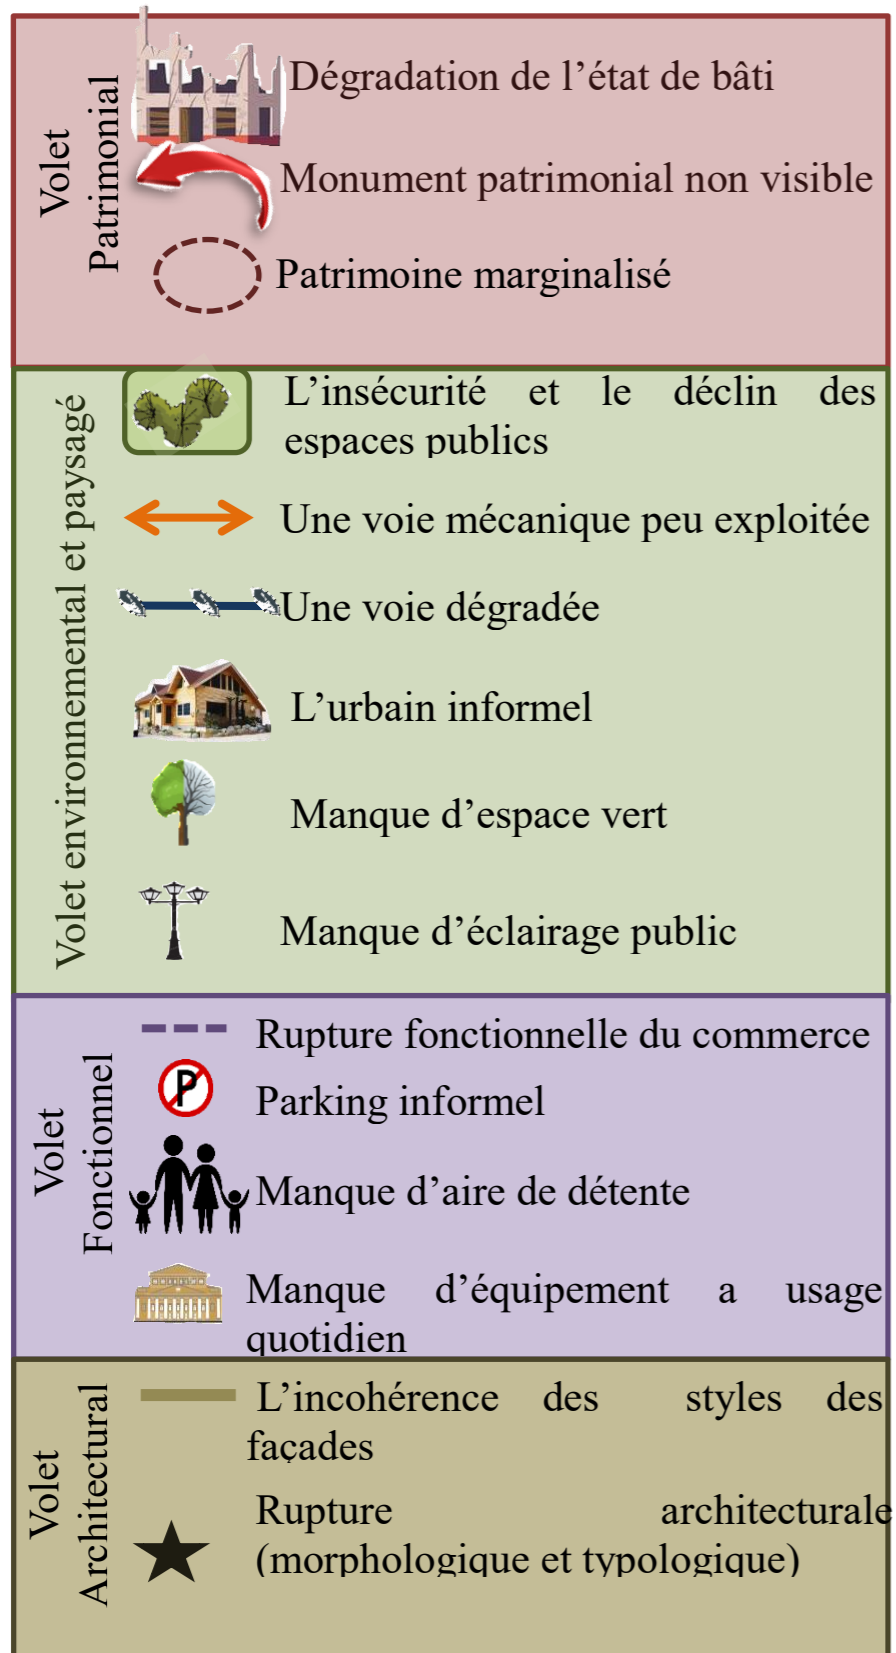 Volet
Patrimonial
Dégradation de l’état de bâti
Monument patrimonial non visible
Patrimoine marginalisé
Volet environnemental et paysagé
L’insécurité et le déclin des
espaces publics
Une voie mécanique peu exploitée
Une voie dégradée
L’urbain informel
Manque d’espace vert
Manque d’éclairage public
Volet
Fonctionnel
Rupture fonctionnelle du commerce
P
Parking informel
Manque d’aire de détente
Manque d’équipement a usage
quotidien
Volet
Architectural
L’incohérence des styles des
façades
Rupture architecturale
(morphologique et typologique)